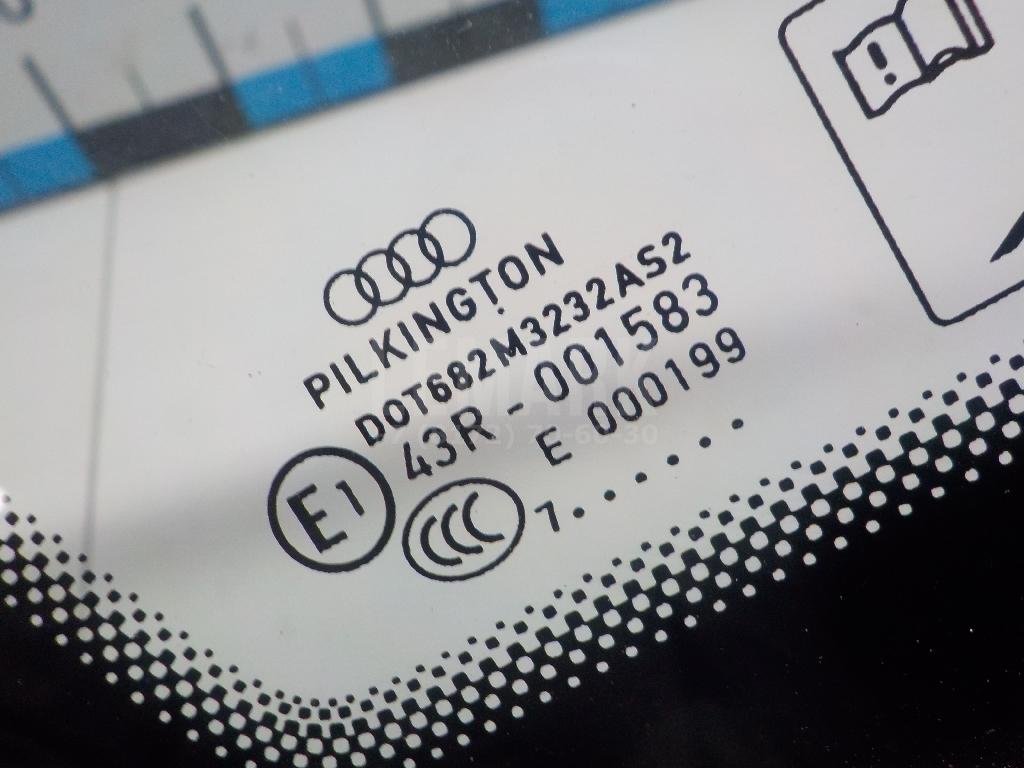 PILKINGTON
DOT682M3232AS2
43R - 001583
E 000199
E1
CCC
7......